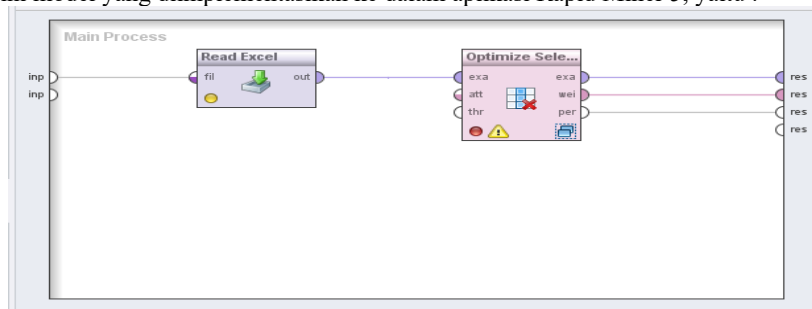 Main Process
Read Excel
Optimize Sele...
inp
fil
out
exa
exa
res
inp
att
wei
res
thr
per
res
res